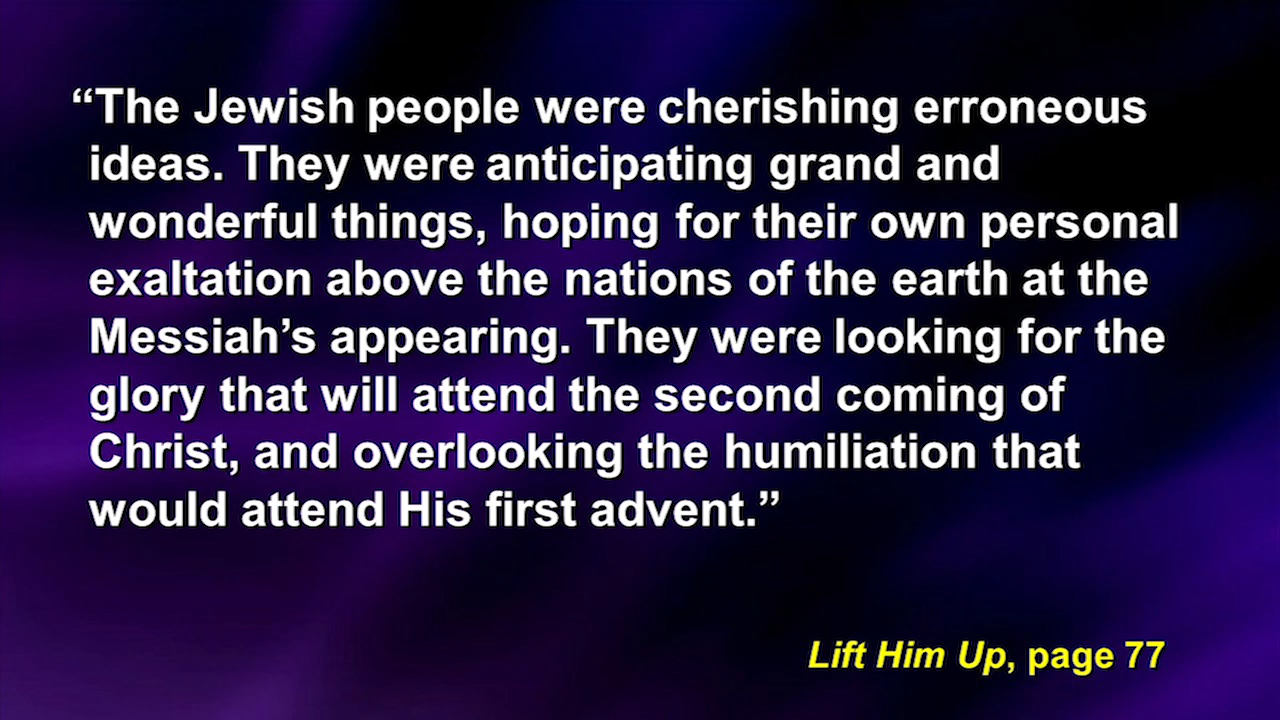 “The Jewish people were cherishing erroneous
ideas. They were anticipating grand and
wonderful things, hoping for their own personal
exaltation above the nations of the earth at the
Messiah’s appearing. They were looking for the
glory that will attend the second coming of
Christ, and overlooking the humiliation that
would attend His first advent.”
Lift Him Up, page 77